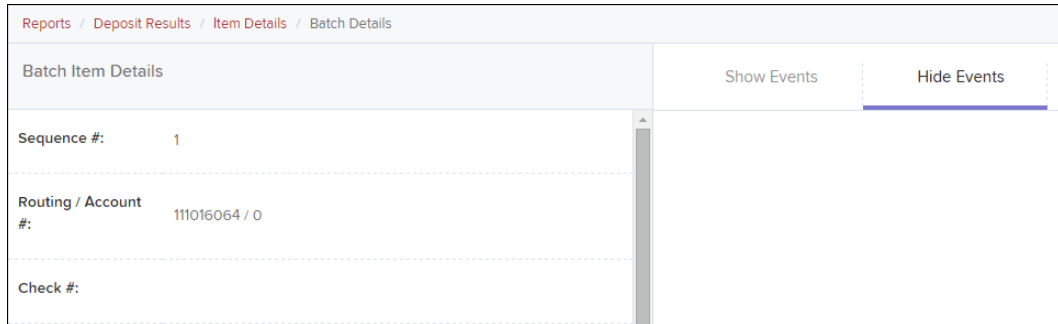 Reports / Deposit Results / Item Details / Batch Details
Batch Item Details
Show Events
Hide Events
Sequence #: 1
Routing / Account
#:
111016064 / 0
Check #: